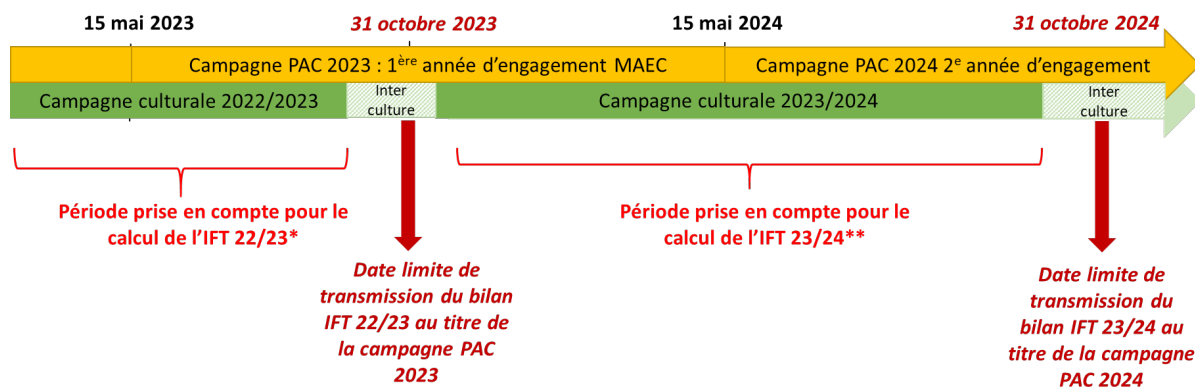 15 mai 2023
31 octobre 2023
15 mai 2024
31 octobre 2024
Campagne PAC 2023 : 1ère année d’engagement MAEC
Campagne PAC 2024 2e année d’engagement
Campagne culturale 2022/2023
Inter
culture
Campagne culturale 2023/2024
Inter
culture
Période prise en compte pour le
calcul de l’IFT 22/23*
Période prise en compte pour le
calcul de l’IFT 23/24**
Date limite de
transmission du bilan
IFT 22/23 au titre de
la campagne PAC
2023
Date limite de
transmission du
bilan IFT 23/24 au
titre de la campagne
PAC 2024